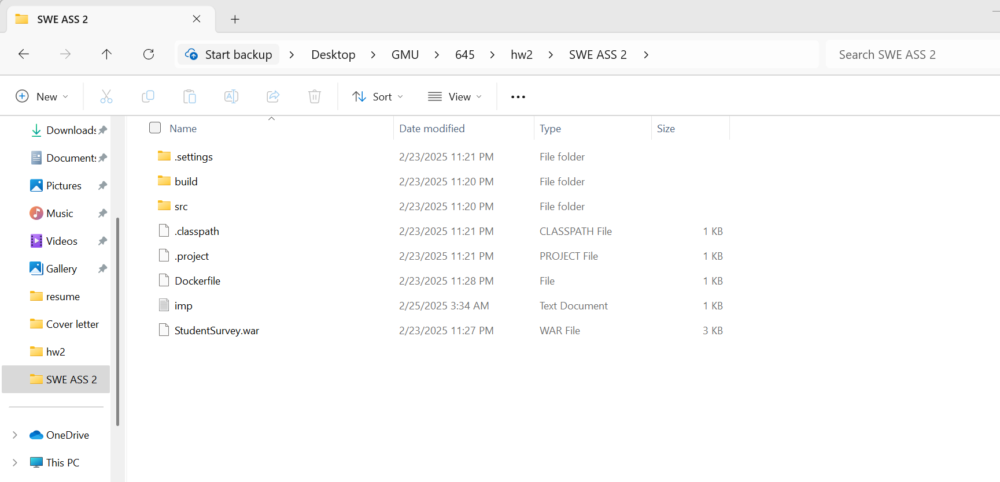 SWE ASS 2
Start backup Desktop GMU 645 hw2 SWE ASS 2 Search SWE ASS 2
New Sort View
Downloads
Documents
Pictures
Music
Videos
Gallery
resume
Cover letter
hw2
SWE ASS 2
OneDrive
This PC
Name Date modified Type Size
.settings 2/23/2025 11:21 PM File folder
build 2/23/2025 11:20 PM File folder
src 2/23/2025 11:20 PM File folder
.classpath 2/23/2025 11:21 PM CLASSPATH File 1 KB
.project 2/23/2025 11:21 PM PROJECT File 1 KB
Dockerfile 2/23/2025 11:28 PM File 1 KB
imp 2/25/2025 3:34 AM Text Document 1 KB
StudentSurvey.war 2/23/2025 11:27 PM WAR File 3 KB